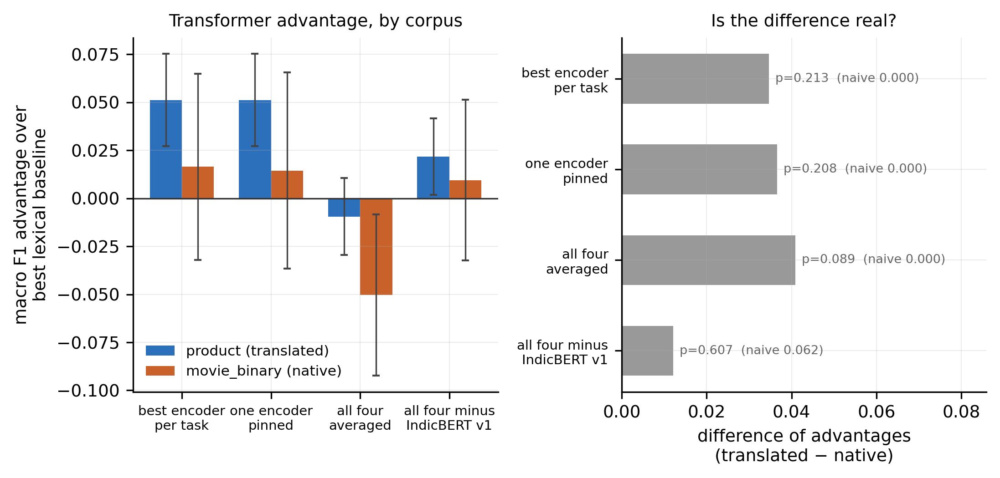 Transformer advantage, by corpus
macro F1 advantage over
best lexical baseline
0.075
0.050
0.025
0.000
−0.025
−0.050
−0.075
−0.100
product (translated)
movie_binary (native)
best encoder
per task
one encoder
pinned
all four
averaged
all four minus
IndicBERT v1
Is the difference real?
best encoder
per task
p=0.213 (naive 0.000)
one encoder
pinned
p=0.208 (naive 0.000)
all four
averaged
p=0.089 (naive 0.000)
all four minus
IndicBERT v1
p=0.607 (naive 0.062)
0.00
0.02
0.04
0.06
0.08
difference of advantages
(translated − native)